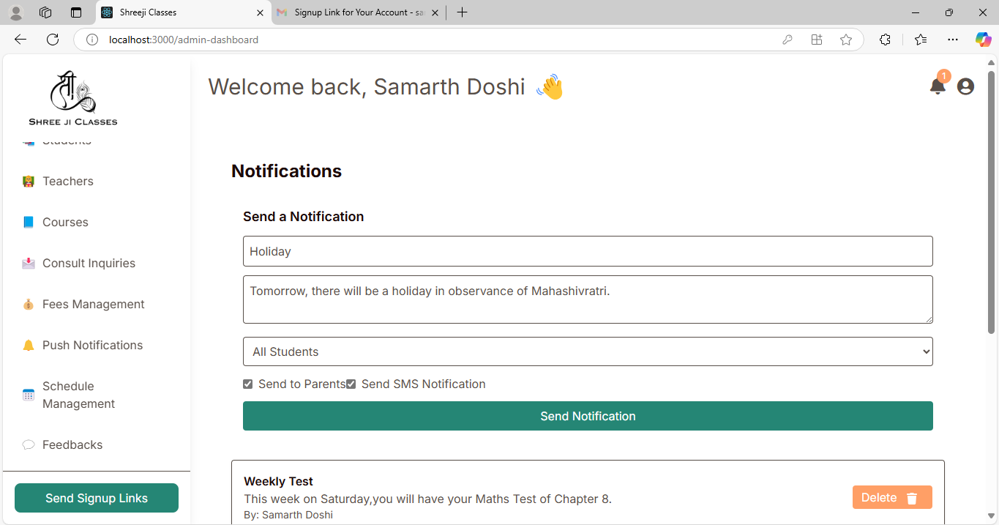 Shreeji Classes
Signup Link for Your Account - sa
localhost:3000/admin-dashboard
श्री
SHREE JI CLASSES
Students
Teachers
Courses
Consult Inquiries
Fees Management
Push Notifications
Schedule
Management
Feedbacks
Send Signup Links
Welcome back, Samarth Doshi
1
Notifications
Send a Notification
Holiday
Tomorrow, there will be a holiday in observance of Mahashivratri.
All Students
Send to Parents Send SMS Notification
Send Notification
Weekly Test
This week on Saturday,you will have your Maths Test of Chapter 8.
By: Samarth Doshi
Delete